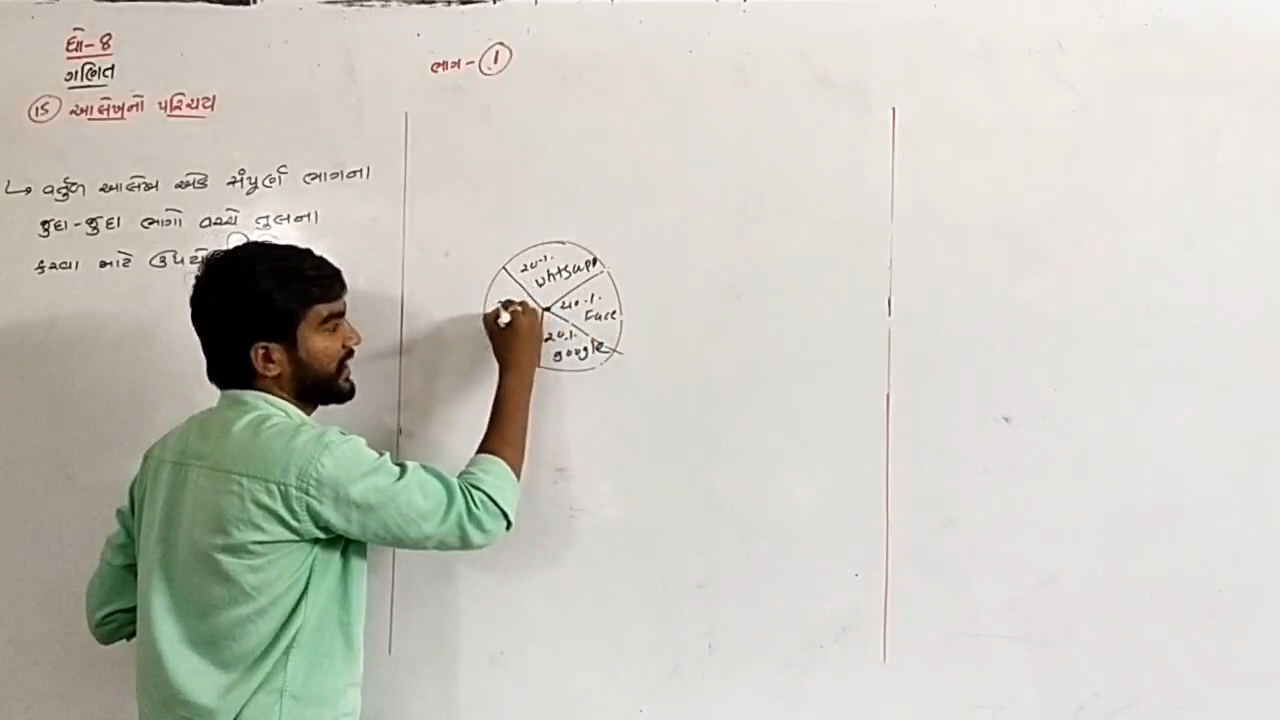 ધો-8
ગણિત
15 આલેખનો પરિચય
ભાગ-1
↳ વર્તુળ આલેખ એક સંપૂર્ણ ભાગના
જુદા-જુદા ભાગો વચ્ચે તુલના
કરવા માટે
20%
Whtsapp
20%
Face
20%
google